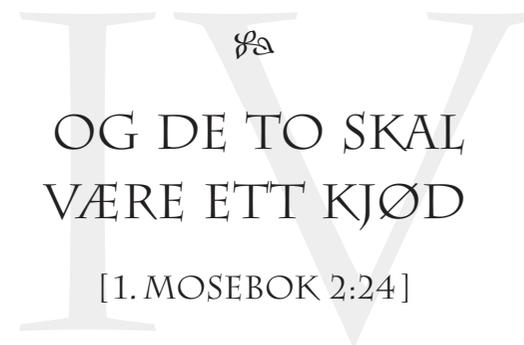 IV
OG DE TO SKAL
VÆRE ETT KJØD
[1. MOSEBOK 2:24]